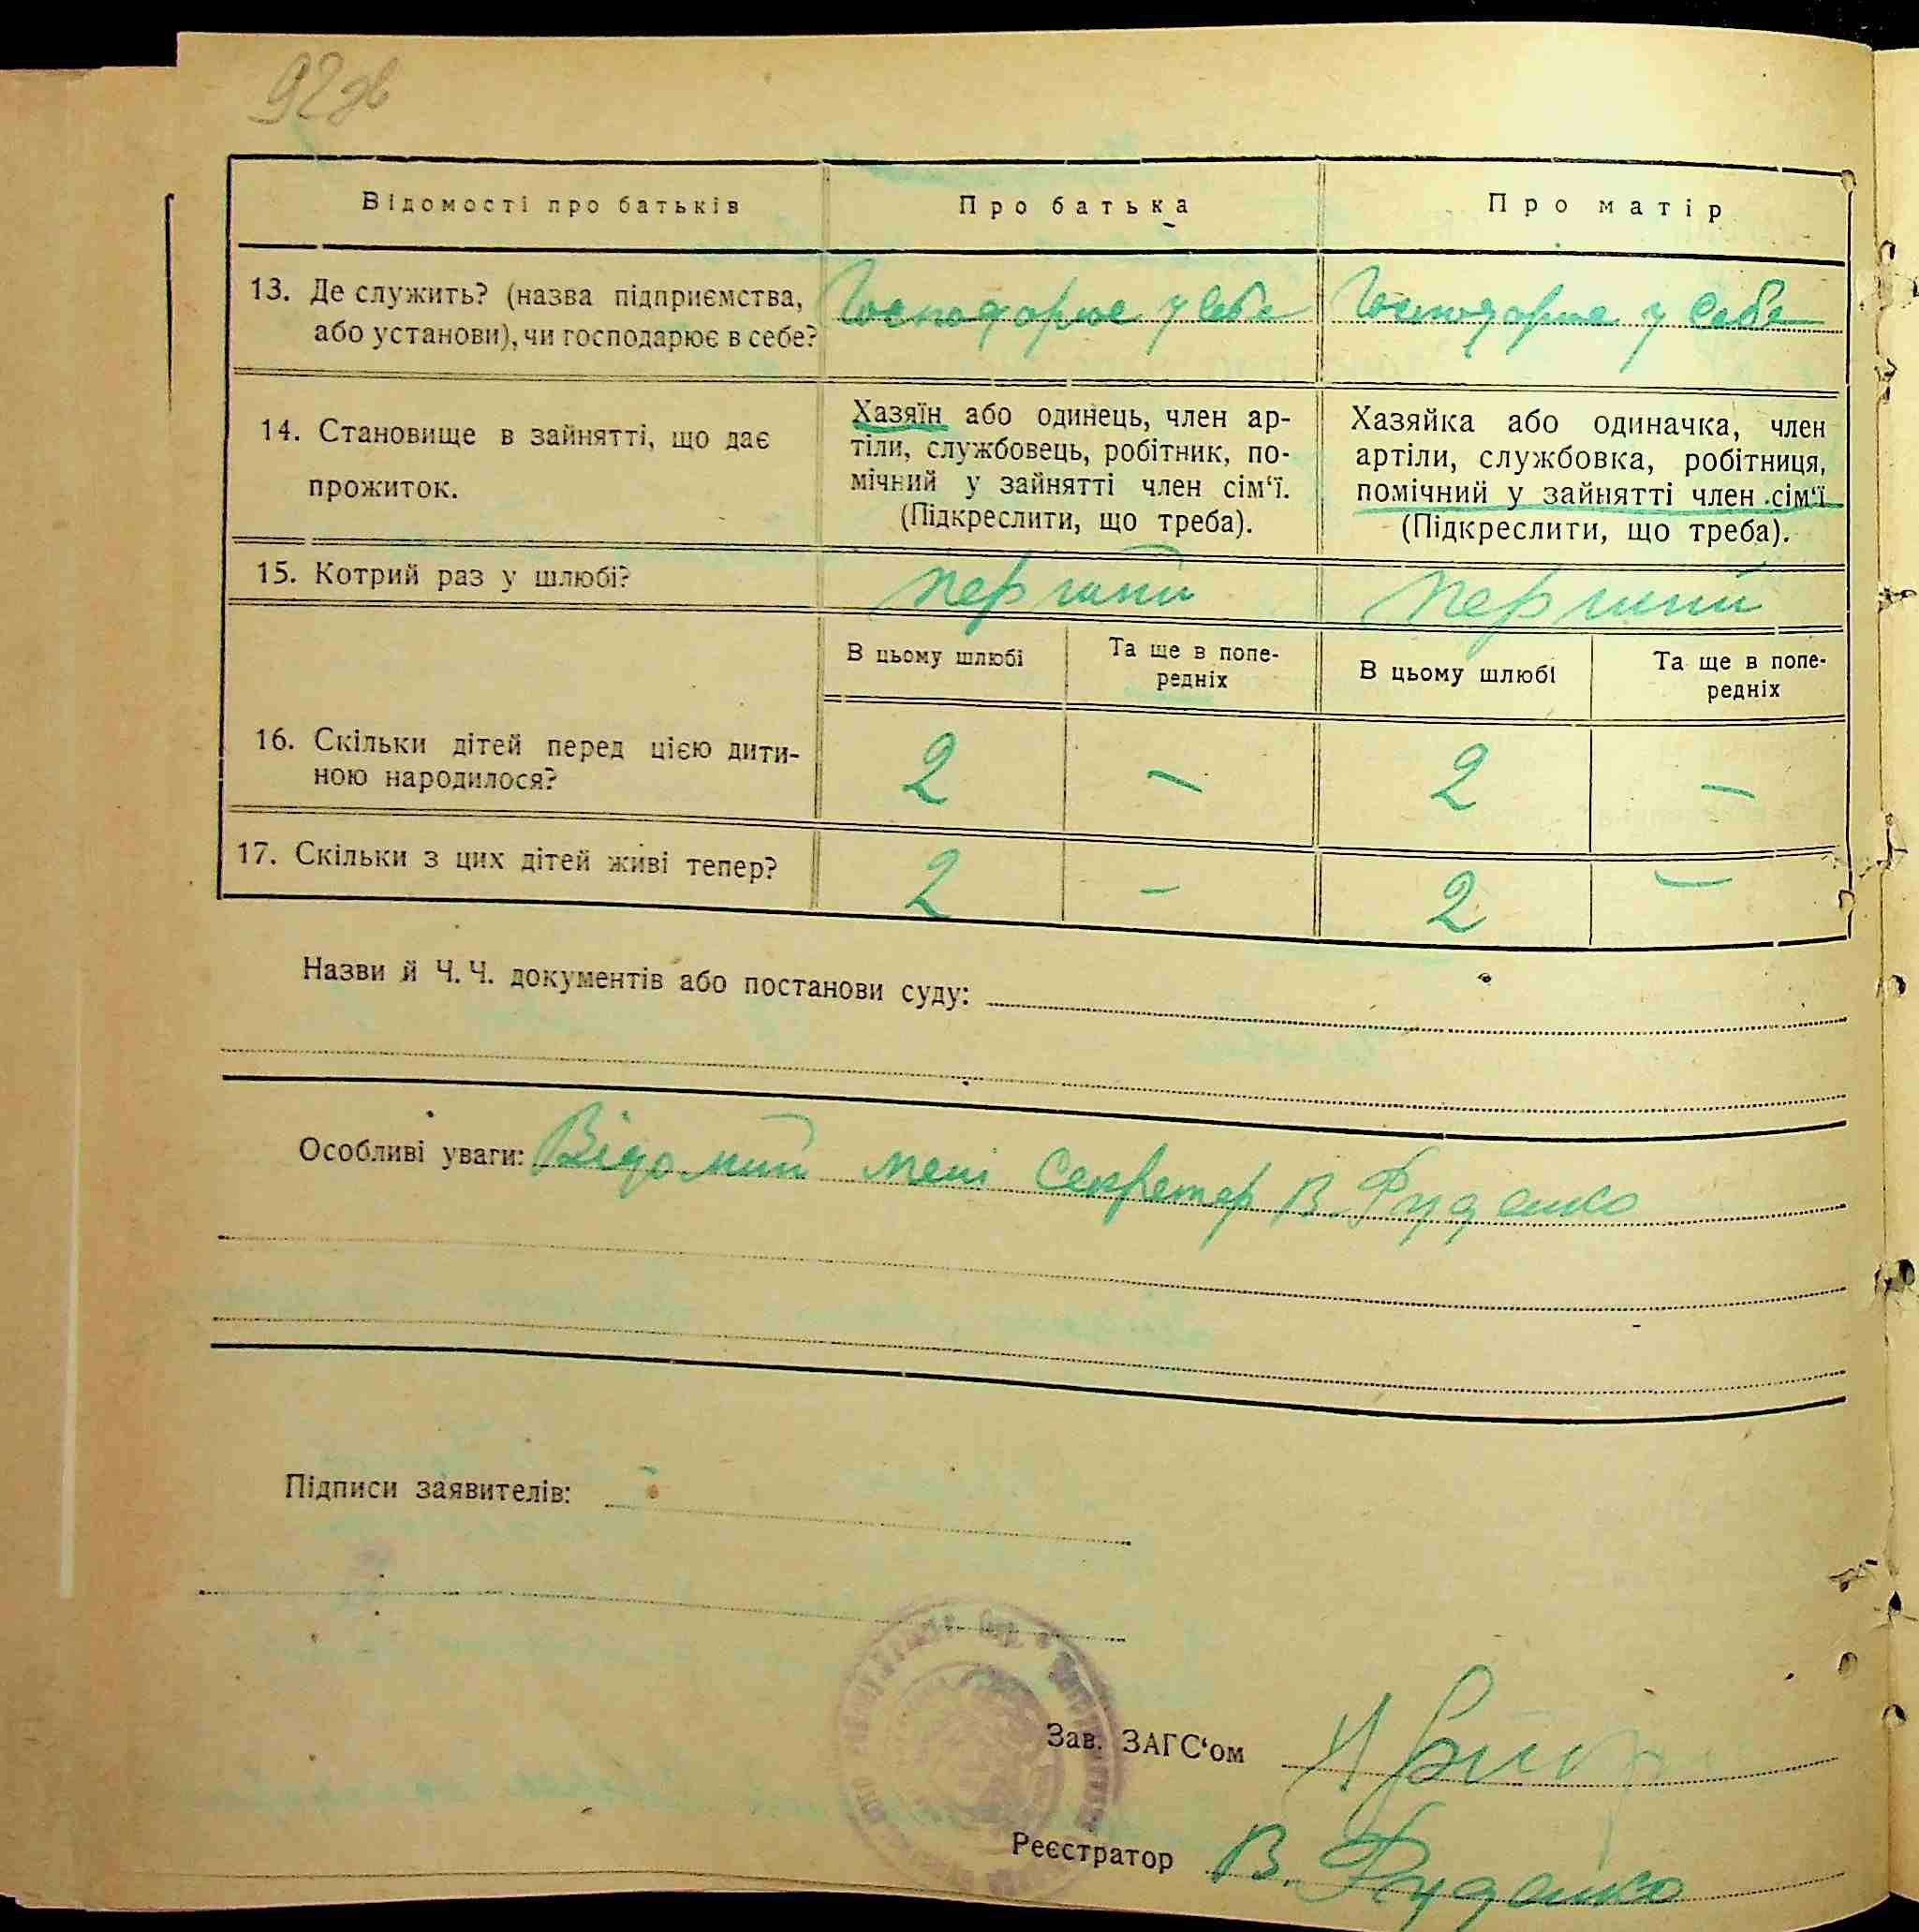 92 зв
Відомості про батьків
Про батька
Про матір
13. Де служить? (назва підприємства, або установи), чи господарює в себе?
Господарює у себе
Господарює у себе
14. Становище в зайнятті, що дає прожиток.
Хазяїн або одинець, член ар-
тіли, службовець, робітник, по-
мічний у зайнятті член сім‘ї.
(Підкреслити, що треба).
Хазяйка або одиначка, член
артіли, службовка, робітниця,
помічний у зайнятті член сім‘ї
(Підкреслити, що треба).
15. Котрий раз у шлюбі?
перший
перший
В цьому шлюбі
Та ще в попе-
редніх
В цьому шлюбі
Та ще в попе-
редніх
16. Скільки дітей перед цією дити-
ною народилося?
2 – 2 –
17. Скільки з цих дітей живі тепер?
2 – 2 –
Назви й Ч.Ч. документів або постанови суду:
Особливі уваги: Відомий мені Секретар В. Руденко
Підписи заявителів:
Зав. ЗАГС‘ом
Реєстратор В. Руденко